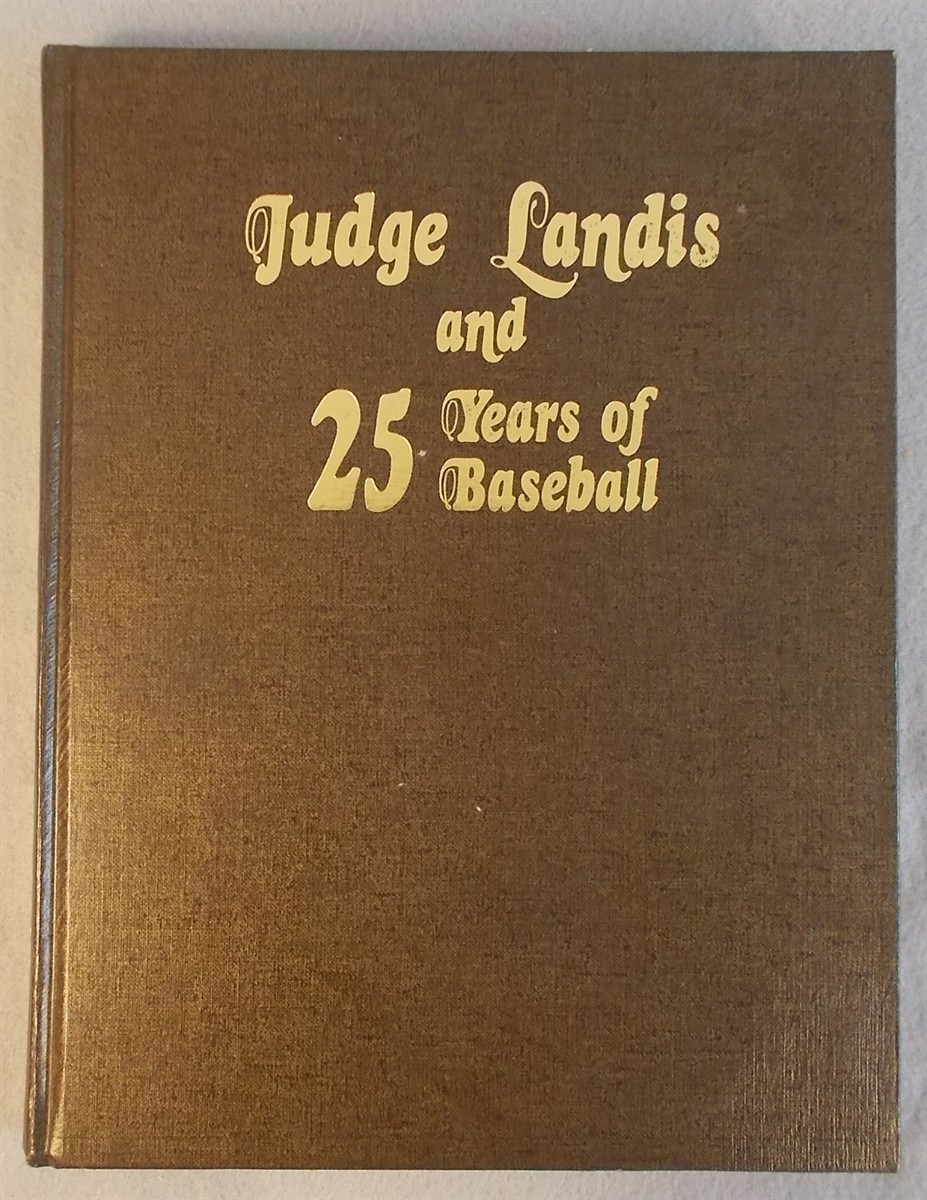 Judge Landis
and
25 Years of
Baseball